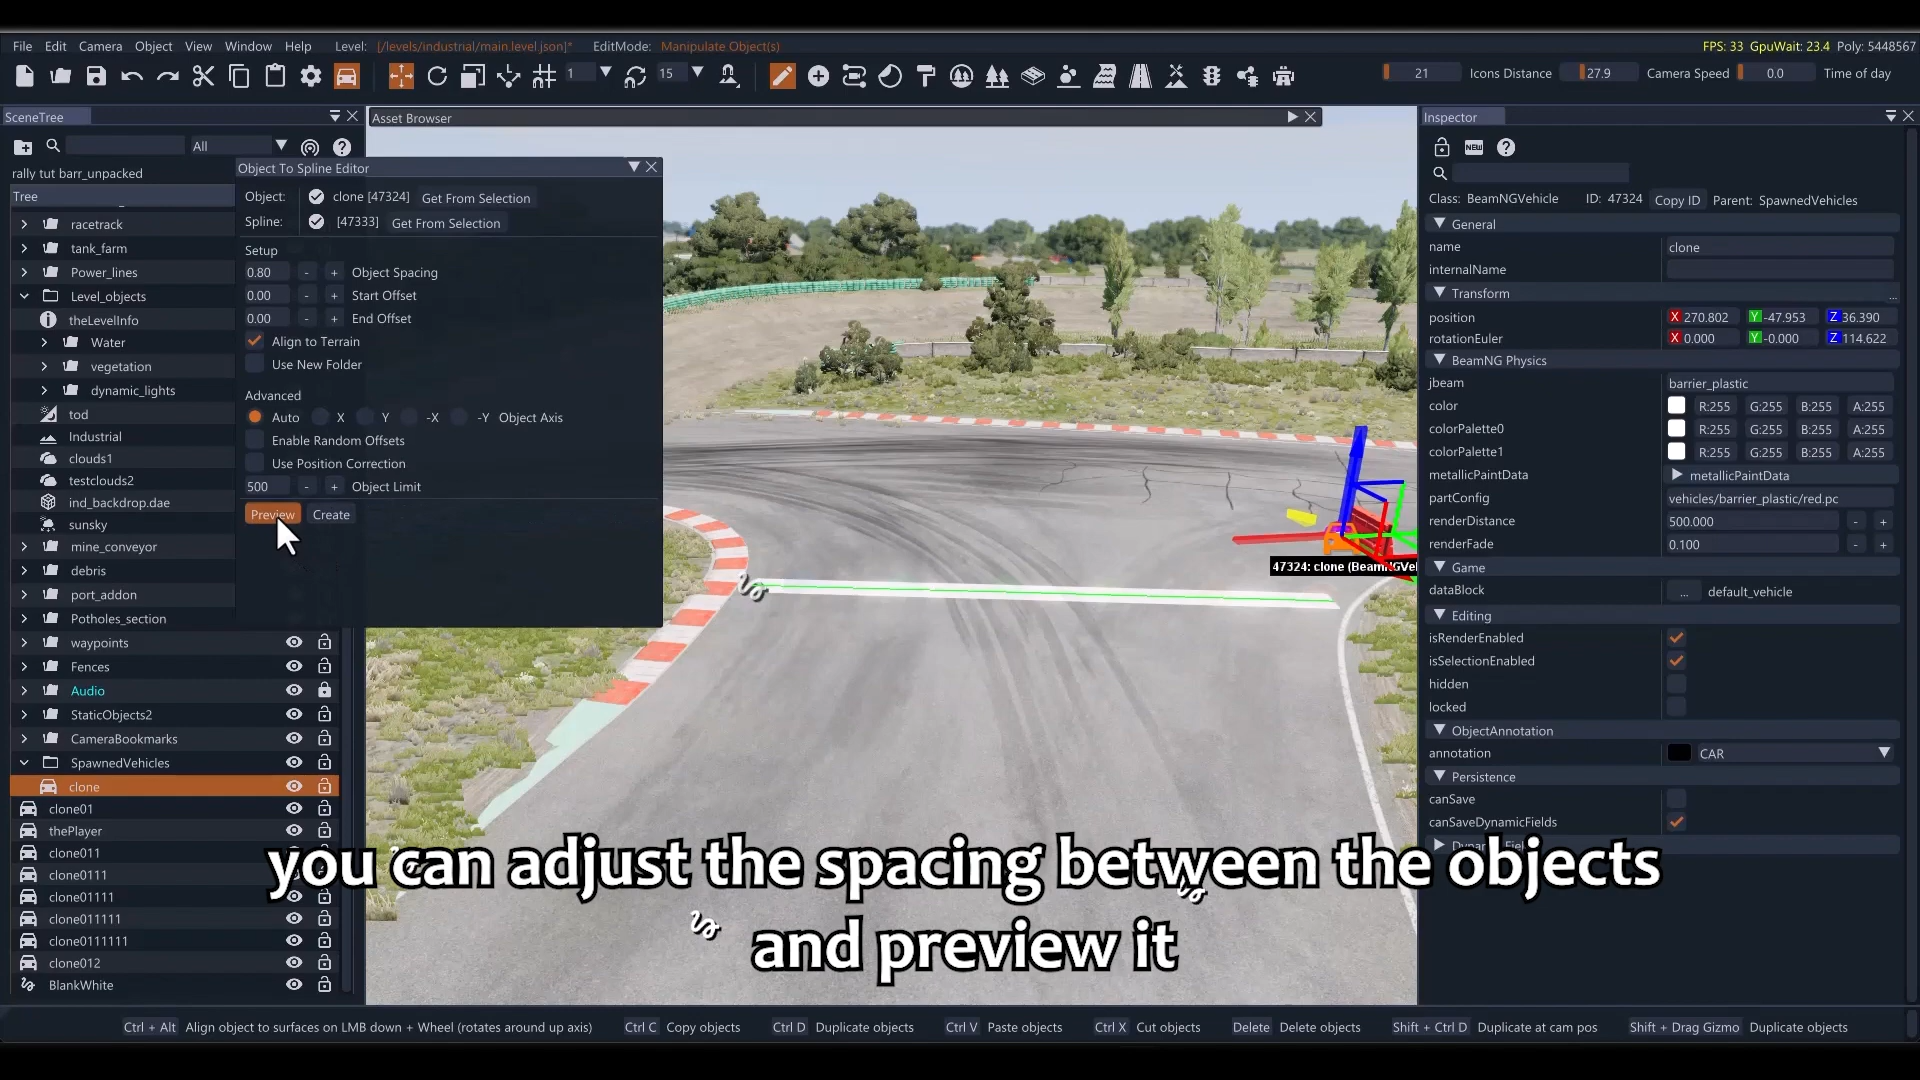 File Edit Camera Object View Window Help Level: [/levels/industrial/main.level.json]* EditMode: Manipulate Object(s) FPS: 33 GpuWait: 23.4 Poly: 5448567
1 15 21 Icons Distance 27.9 Camera Speed 0.0 Time of day
SceneTree
All
rally tut barr_unpacked
Tree
racetrack
tank_farm
Power_lines
Level_objects
theLevelInfo
Water
vegetation
dynamic_lights
tod
Industrial
clouds1
testclouds2
ind_backdrop.dae
sunsky
mine_conveyor
debris
port_addon
Potholes_section
waypoints
Fences
Audio
StaticObjects2
CameraBookmarks
SpawnedVehicles
clone
clone01
thePlayer
clone011
clone0111
clone01111
clone011111
clone0111111
clone012
BlankWhite
Asset Browser
Object To Spline Editor
Object: clone [47324] Get From Selection
Spline: [47333] Get From Selection
Setup
0.80 - + Object Spacing
0.00 - + Start Offset
0.00 - + End Offset
Align to Terrain
Use New Folder
Advanced
Auto X Y -X -Y Object Axis
Enable Random Offsets
Use Position Correction
500 - + Object Limit
Preview Create
47324: clone (BeamNGVe
Inspector
NEW
Class: BeamNGVehicle ID: 47324 Copy ID Parent: SpawnedVehicles
General
name clone
internalName
Transform
...
position X 270.802 Y -47.953 Z 36.390
rotationEuler X 0.000 Y -0.000 Z 114.622
BeamNG Physics
jbeam barrier_plastic
color R:255 G:255 B:255 A:255
colorPalette0 R:255 G:255 B:255 A:255
colorPalette1 R:255 G:255 B:255 A:255
metallicPaintData metallicPaintData
partConfig vehicles/barrier_plastic/red.pc
renderDistance 500.000 - +
renderFade 0.100 - +
Game
dataBlock ... default_vehicle
Editing
isRenderEnabled
isSelectionEnabled
hidden
locked
ObjectAnnotation
annotation CAR
Persistence
canSave
canSaveDynamicFields
you can adjust the spacing between the objects
and preview it
Ctrl + Alt Align object to surfaces on LMB down + Wheel (rotates around up axis) Ctrl C Copy objects Ctrl D Duplicate objects Ctrl V Paste objects Ctrl X Cut objects Delete Delete objects Shift + Ctrl D Duplicate at cam pos Shift + Drag Gizmo Duplicate objects